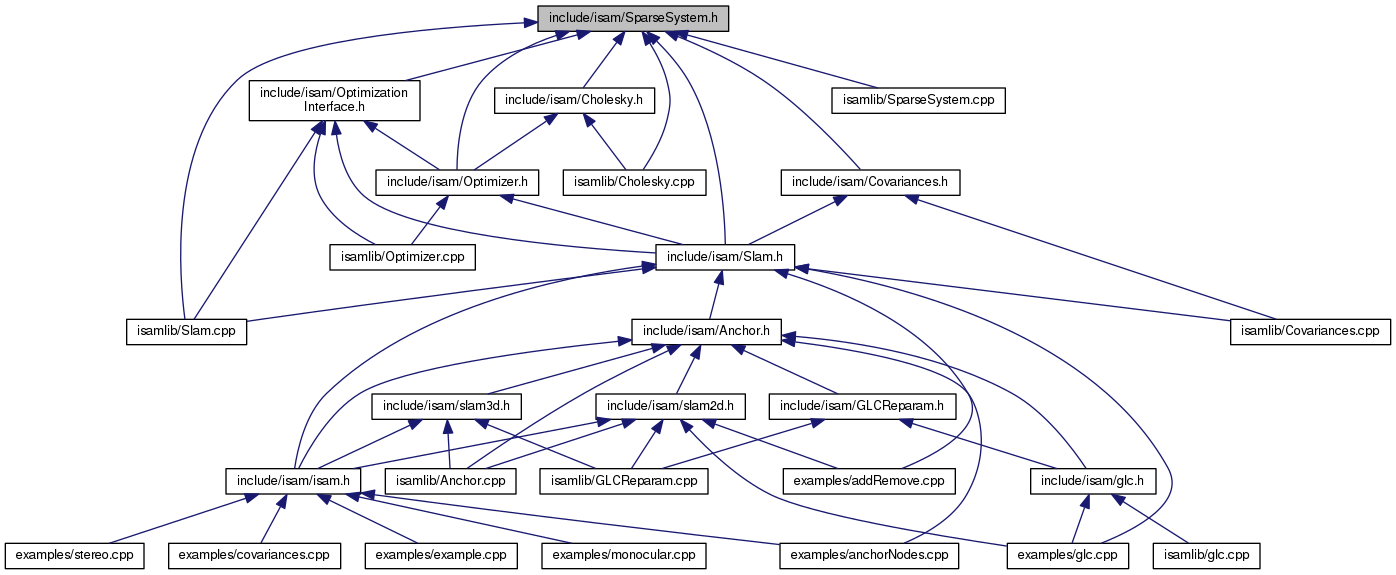 include/isam/SparseSystem.h
include/isam/Optimization
Interface.h
include/isam/Cholesky.h
isamlib/SparseSystem.cpp
include/isam/Optimizer.h
isamlib/Cholesky.cpp
include/isam/Covariances.h
isamlib/Optimizer.cpp
include/isam/Slam.h
isamlib/Slam.cpp
include/isam/Anchor.h
isamlib/Covariances.cpp
include/isam/slam3d.h
include/isam/slam2d.h
include/isam/GLCReparam.h
include/isam/isam.h
isamlib/Anchor.cpp
isamlib/GLCReparam.cpp
examples/addRemove.cpp
include/isam/glc.h
examples/stereo.cpp
examples/covariances.cpp
examples/example.cpp
examples/monocular.cpp
examples/anchorNodes.cpp
examples/glc.cpp
isamlib/glc.cpp